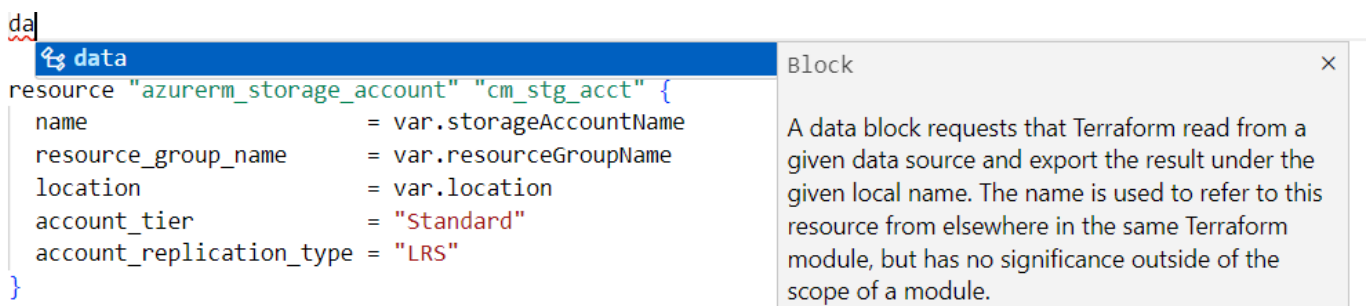 da
data
resource "azurerm_storage_account" "cm_stg_acct" {
name = var.storageAccountName
resource_group_name = var.resourceGroupName
location = var.location
account_tier = "Standard"
account_replication_type = "LRS"
}
Block ×
A data block requests that Terraform read from a
given data source and export the result under the
given local name. The name is used to refer to this
resource from elsewhere in the same Terraform
module, but has no significance outside of the
scope of a module.